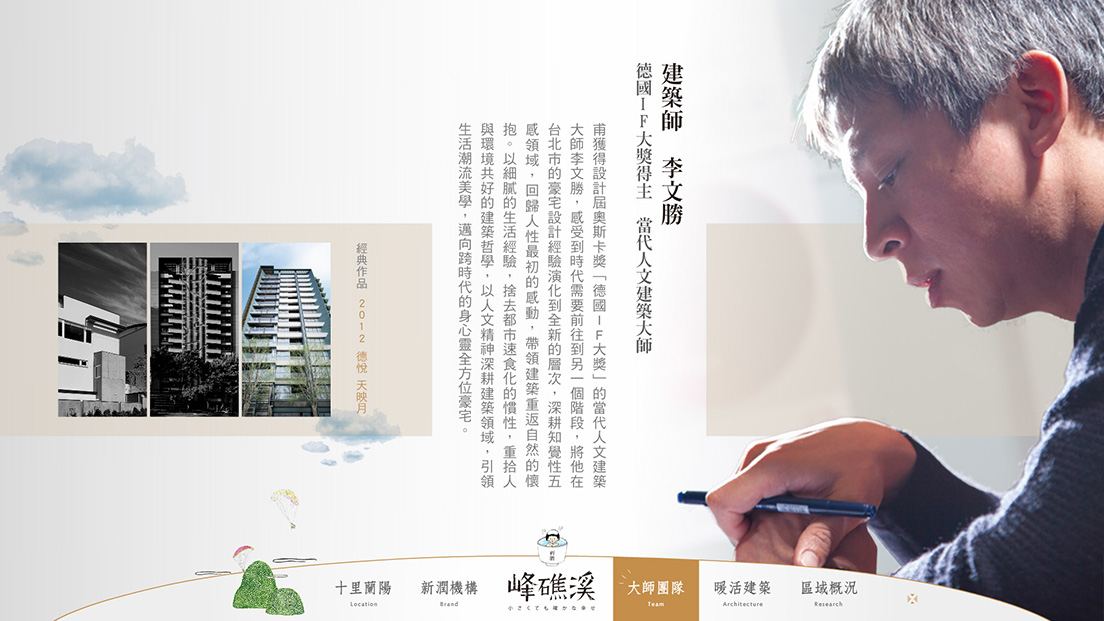 建築師 李文勝
德國IF大獎得主 當代人文建築大師
甫獲得設計屆奧斯卡獎「德國IF大獎」的當代人文建築
大師李文勝，感受到時代需要前往到另一個階段，將他在
台北市的豪宅設計經驗演化到全新的層次，深耕知覺性五
感領域，回歸人性最初的感動，帶領建築重返自然的懷
抱。以細膩的生活經驗，捨去都市速食化的慣性，重拾人
與環境共好的建築哲學，以人文精神深耕建築領域，引領
生活潮流美學，邁向跨時代的身心靈全方位豪宅。
經典作品 2012 德悅 天映月
十里蘭陽
Location
新潤機構
Brand
峰礁溪
小さくても確かな幸せ
大師團隊
Team
暖活建築
Architecture
區域概況
Research